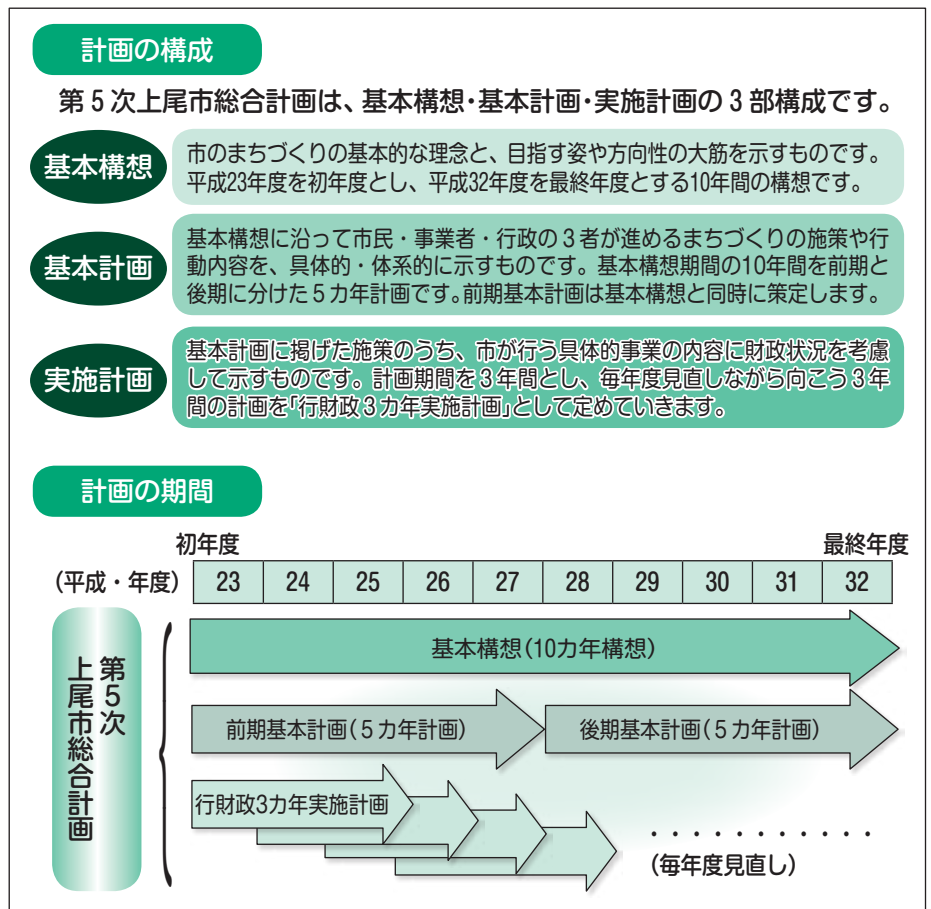 計画の構成
第5次上尾市総合計画は、基本構想・基本計画・実施計画の3部構成です。
基本構想
市のまちづくりの基本的な理念と、目指す姿や方向性の大筋を示すものです。
平成23年度を初年度とし、平成32年度を最終年度とする10年間の構想です。
基本計画
基本構想に沿って市民・事業者・行政の3者が進めるまちづくりの施策や行
動内容を、具体的・体系的に示すものです。基本構想期間の10年間を前期と
後期に分けた5カ年計画です。前期基本計画は基本構想と同時に策定します。
実施計画
基本計画に掲げた施策のうち、市が行う具体的事業の内容に財政状況を考慮
して示すものです。計画期間を3年間とし、毎年度見直しながら向こう3年
間の計画を「行財政3カ年実施計画」として定めていきます。
計画の期間
初年度 最終年度
(平成・年度) 23 24 25 26 27 28 29 30 31 32
第5次
上尾市総合計画
基本構想(10カ年構想)
前期基本計画(5カ年計画) 後期基本計画(5カ年計画)
行財政3カ年実施計画
・・・・・・・・・・・
(毎年度見直し)